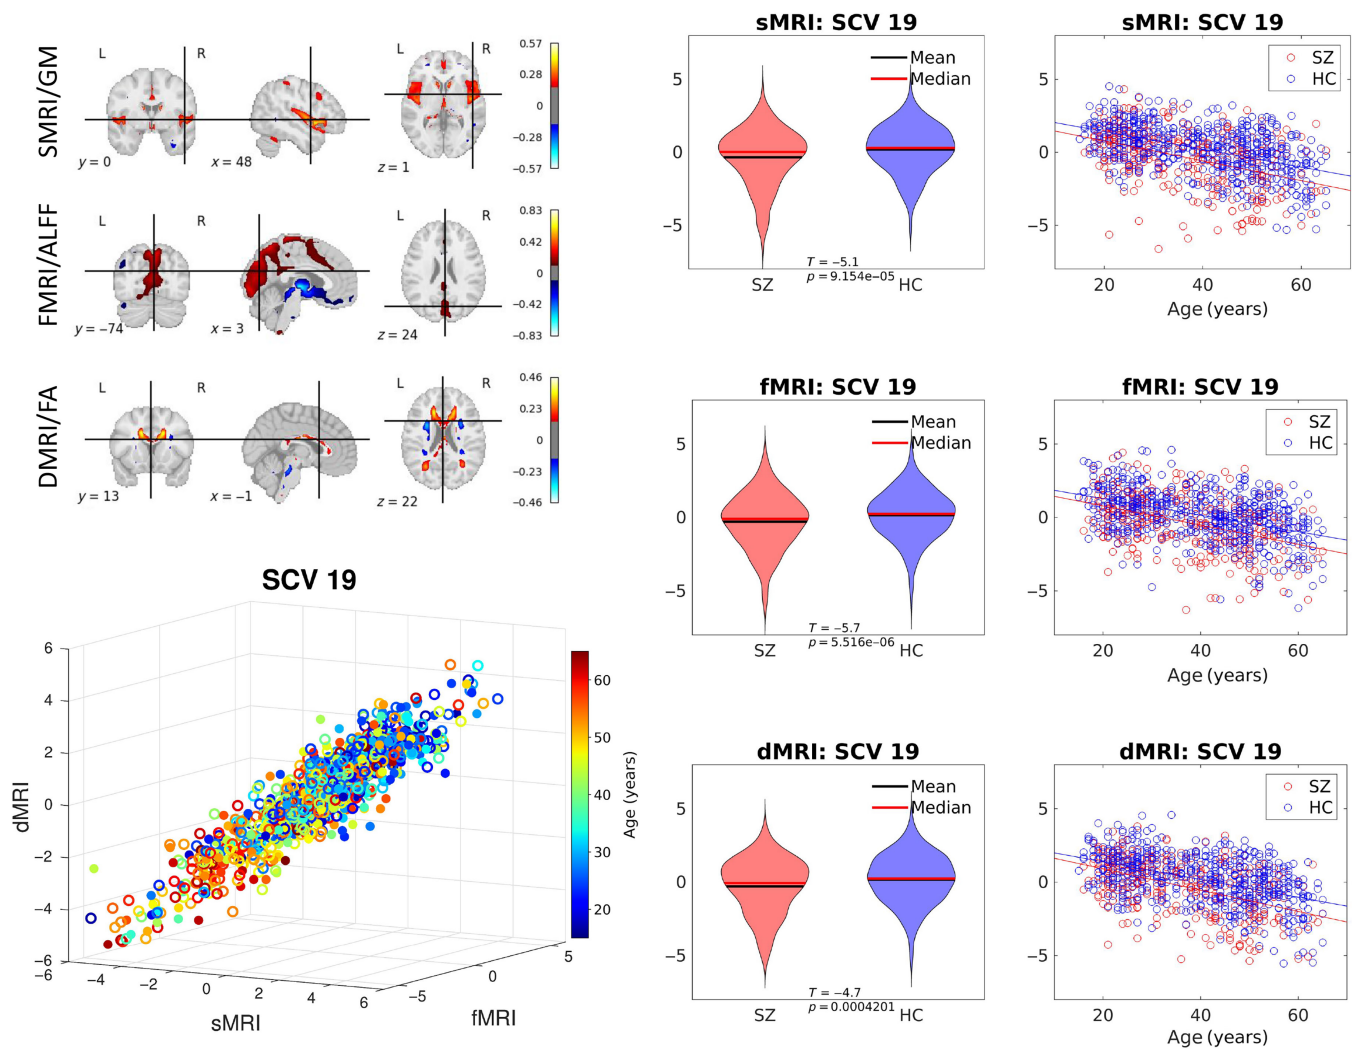 SMRI/GM
L
R
L
R
y = 0
x = 48
z = 1
0.57
0.28
0
−0.28
−0.57
FMRI/ALFF
L
R
L
R
y = −74
x = 3
z = 24
0.83
0.42
0
−0.42
−0.83
DMRI/FA
L
R
L
R
y = 13
x = −1
z = 22
0.46
0.23
0
−0.23
−0.46
SCV 19
dMRI
6
4
2
0
−2
−4
−6
−6
−4
−2
0
2
4
6
sMRI
−5
0
5
fMRI
60
50
40
30
20
Age (years)
sMRI: SCV 19
Mean
Median
5
0
−5
T = −5.1
p = 9.154e−05
SZ
HC
sMRI: SCV 19
SZ
HC
5
0
−5
20
40
60
Age (years)
fMRI: SCV 19
Mean
Median
5
0
−5
T = −5.7
p = 5.516e−06
SZ
HC
fMRI: SCV 19
SZ
HC
5
0
−5
20
40
60
Age (years)
dMRI: SCV 19
Mean
Median
5
0
−5
T = −4.7
p = 0.0004201
SZ
HC
dMRI: SCV 19
SZ
HC
5
0
−5
20
40
60
Age (years)